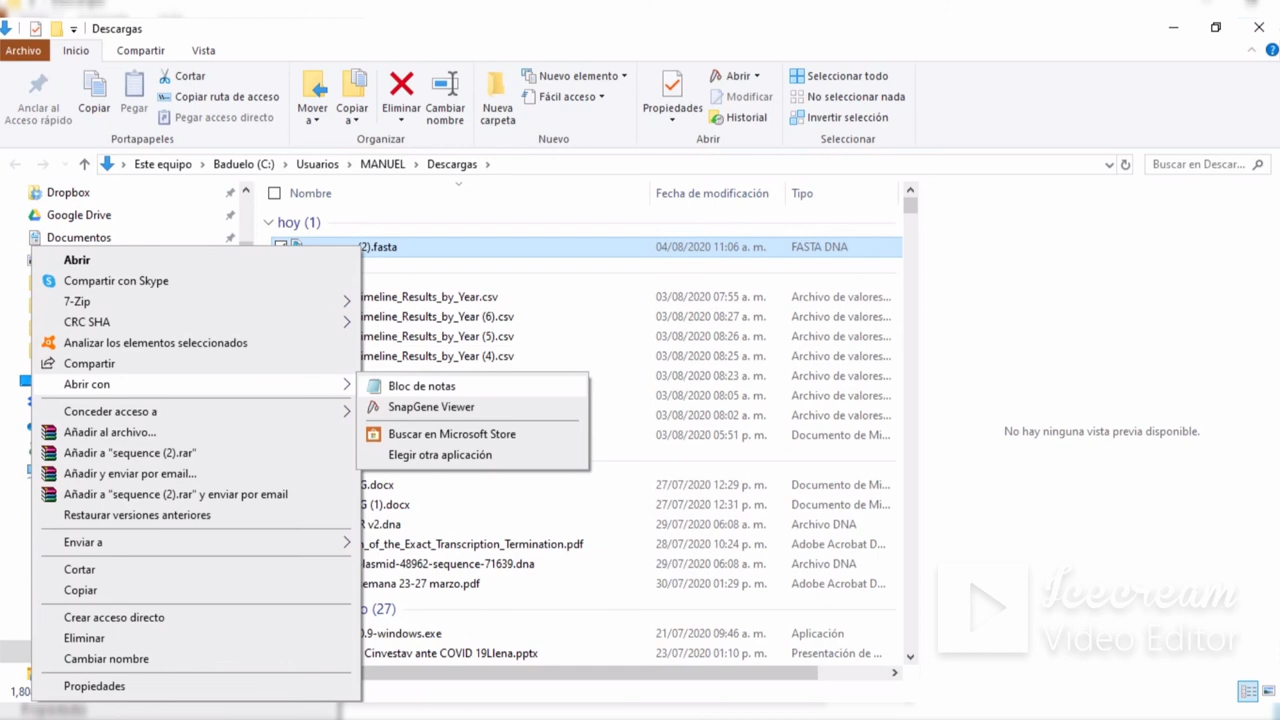 Descargas
Archivo Inicio Compartir Vista
Anclar al Acceso rápido
Copiar
Pegar
Cortar
Copiar ruta de acceso
Pegar acceso directo
Portapapeles
Mover a
Copiar a
Eliminar
Cambiar nombre
Organizar
Nueva carpeta
Nuevo elemento
Fácil acceso
Nuevo
Propiedades
Abrir
Modificar
Historial
Abrir
Seleccionar todo
No seleccionar nada
Invertir selección
Seleccionar
Este equipo > Baduelo (C:) > Usuarios > MANUEL > Descargas >
Buscar en Descar...
Dropbox
Google Drive
Documentos
Nombre Fecha de modificación Tipo
hoy (1)
(2).fasta 04/08/2020 11:06 a. m. FASTA DNA
imeline_Results_by_Year.csv 03/08/2020 07:55 a. m. Archivo de valores...
imeline_Results_by_Year (6).csv 03/08/2020 08:27 a. m. Archivo de valores...
imeline_Results_by_Year (5).csv 03/08/2020 08:26 a. m. Archivo de valores...
imeline_Results_by_Year (4).csv 03/08/2020 08:25 a. m. Archivo de valores...
03/08/2020 08:23 a. m. Archivo de valores...
03/08/2020 08:05 a. m. Archivo de valores...
03/08/2020 08:02 a. m. Archivo de valores...
03/08/2020 05:51 p. m. Documento de Mi...
G.docx 27/07/2020 12:29 p. m. Documento de Mi...
G (1).docx 27/07/2020 12:31 p. m. Documento de Mi...
R v2.dna 29/07/2020 06:08 a. m. Archivo DNA
n_of_the_Exact_Transcription_Termination.pdf 28/07/2020 10:24 p. m. Adobe Acrobat D...
lasmid-48962-sequence-71639.dna 29/07/2020 06:08 a. m. Archivo DNA
emana 23-27 marzo.pdf 30/07/2020 01:29 p. m. Adobe Acrobat D...
o (27)
0.9-windows.exe 21/07/2020 09:46 a. m. Aplicación
Cinvestav ante COVID 19Llena.pptx 23/07/2020 01:10 p. m. Presentación de ...
No hay ninguna vista previa disponible.
Abrir
Compartir con Skype
7-Zip
CRC SHA
Analizar los elementos seleccionados
Compartir
Abrir con
Conceder acceso a
Añadir al archivo...
Añadir a "sequence (2).rar"
Añadir y enviar por email...
Añadir a "sequence (2).rar" y enviar por email
Restaurar versiones anteriores
Enviar a
Cortar
Copiar
Crear acceso directo
Eliminar
Cambiar nombre
Propiedades
Bloc de notas
SnapGene Viewer
Buscar en Microsoft Store
Elegir otra aplicación
1,80
Icecream
Video Editor